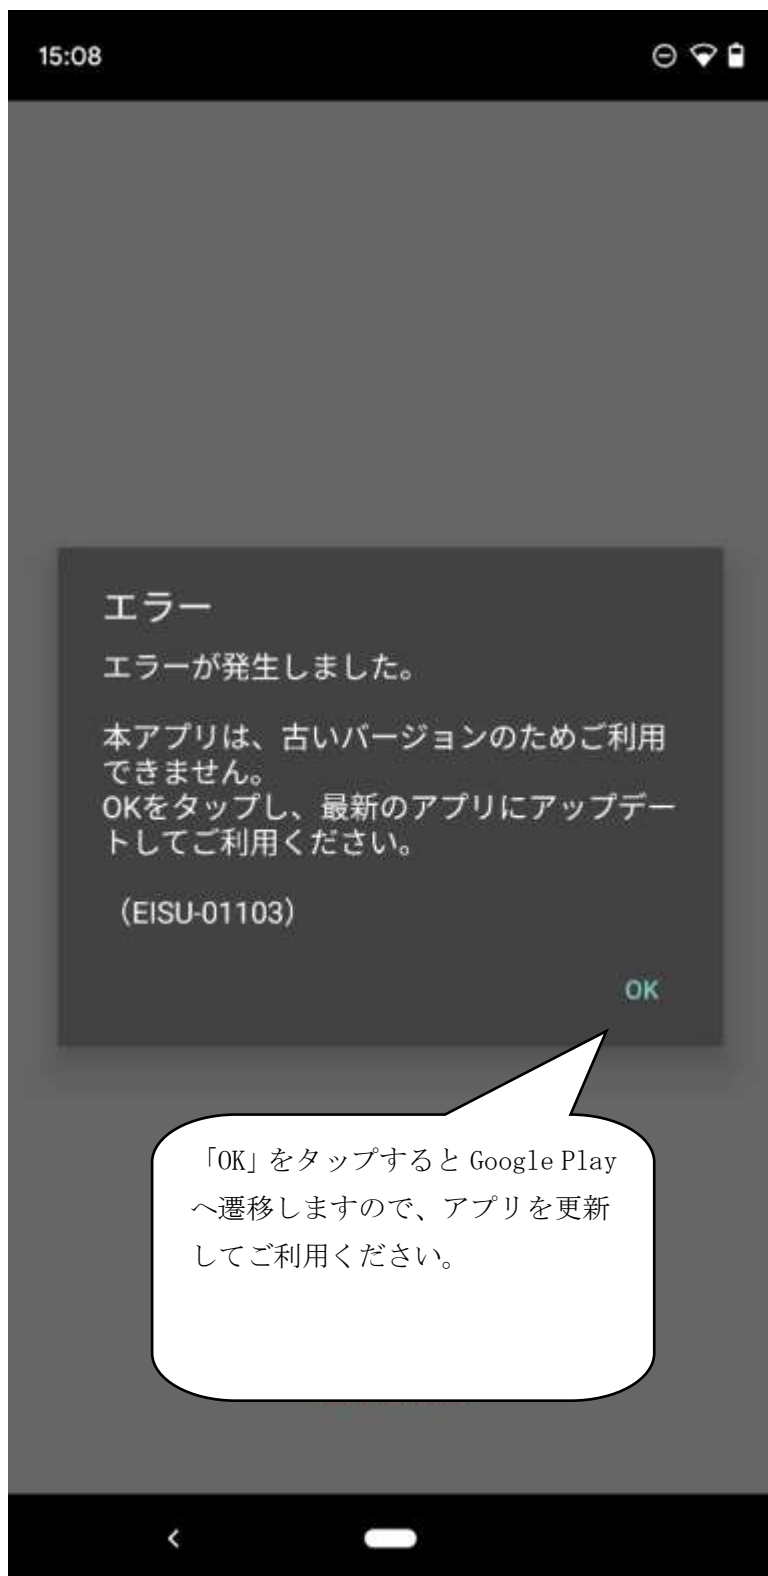 15:08
エラー
エラーが発生しました。
本アプリは、古いバージョンのためご利用
できません。
OKをタップし、最新のアプリにアップデー
トしてご利用ください。
（EISU-01103）
OK
「OK」をタップすると Google Play
へ遷移しますので、アプリを更新
してご利用ください。